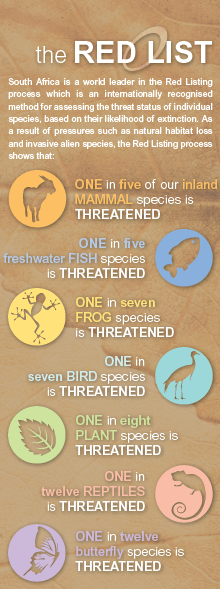 the RED LIST
South Africa is a world leader in the Red Listing
process which is an internationally recognised
method for assessing the threat status of individual
species, based on their likelihood of extinction. As
a result of pressures such as natural habitat loss
and invasive alien species, the Red Listing process
shows that:
ONE in five of our inland
MAMMAL species is
THREATENED
ONE in five
freshwater FISH species
is THREATENED
ONE in seven
FROG species
is THREATENED
ONE in
seven BIRD species
is THREATENED
ONE in eight
PLANT species is
THREATENED
ONE in
twelve REPTILES
is THREATENED
ONE in twelve
butterfly species is
THREATENED